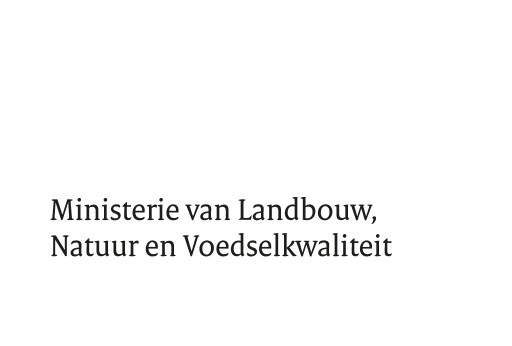 Ministerie van Landbouw,
Natuur en Voedselkwaliteit